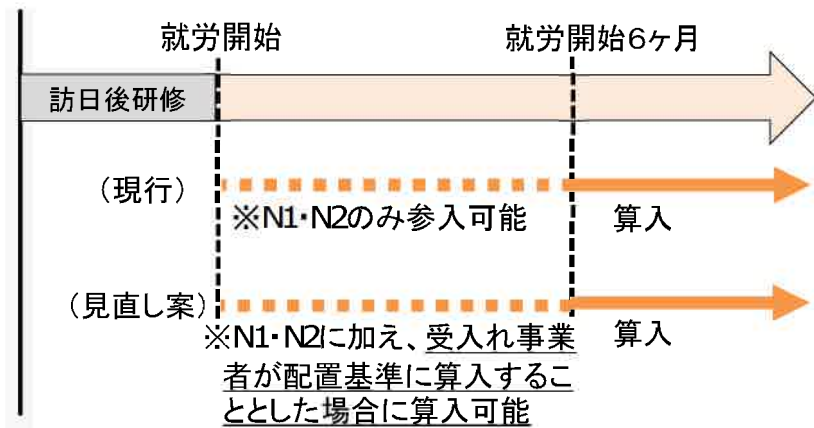 就労開始
就労開始6ヶ月
訪日後研修
（現行）
※N1・N2のみ参入可能
算入
（見直し案）
※N1・N2に加え、受入れ事業
者が配置基準に算入するこ
ととした場合に算入可能
算入